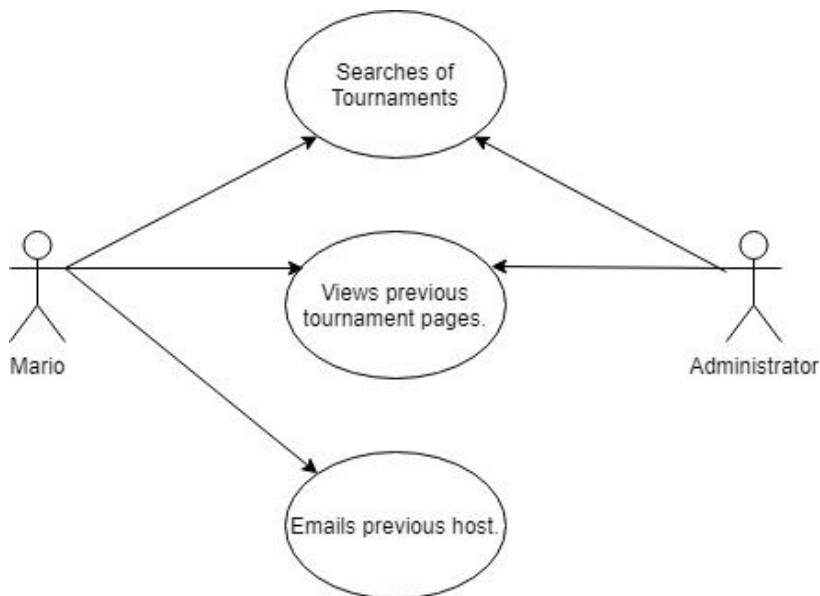 Searches of
Tournaments
Views previous
tournament pages.
Mario
Administrator
Emails previous host.